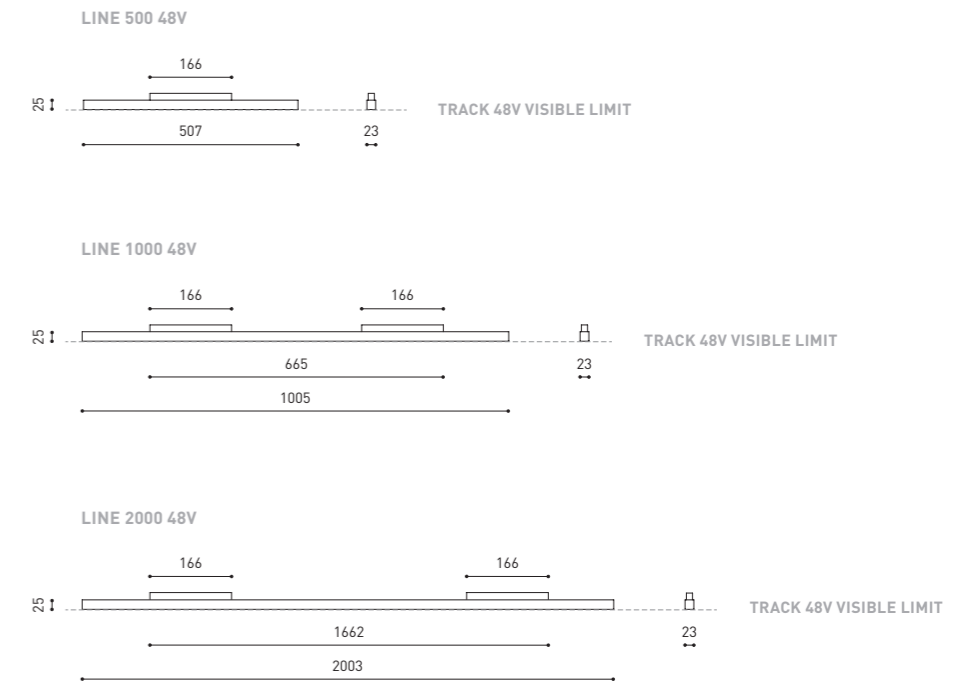 LINE 500 48V
166
25
TRACK 48V VISIBLE LIMIT
507
23
LINE 1000 48V
166 166
25
TRACK 48V VISIBLE LIMIT
665
23
1005
LINE 2000 48V
166 166
25
TRACK 48V VISIBLE LIMIT
1662
23
2003